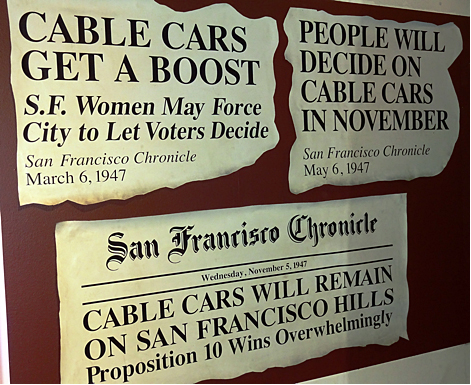 CABLE CARS
GET A BOOST
S.F. Women May Force
City to Let Voters Decide
San Francisco Chronicle
March 6, 1947
PEOPLE WILL
DECIDE ON
CABLE CARS
IN NOVEMBER
San Francisco Chronicle
May 6, 1947
San Francisco Chronicle
Wednesday, November 5, 1947
CABLE CARS WILL REMAIN
ON SAN FRANCISCO HILLS
Proposition 10 Wins Overwhelmingly